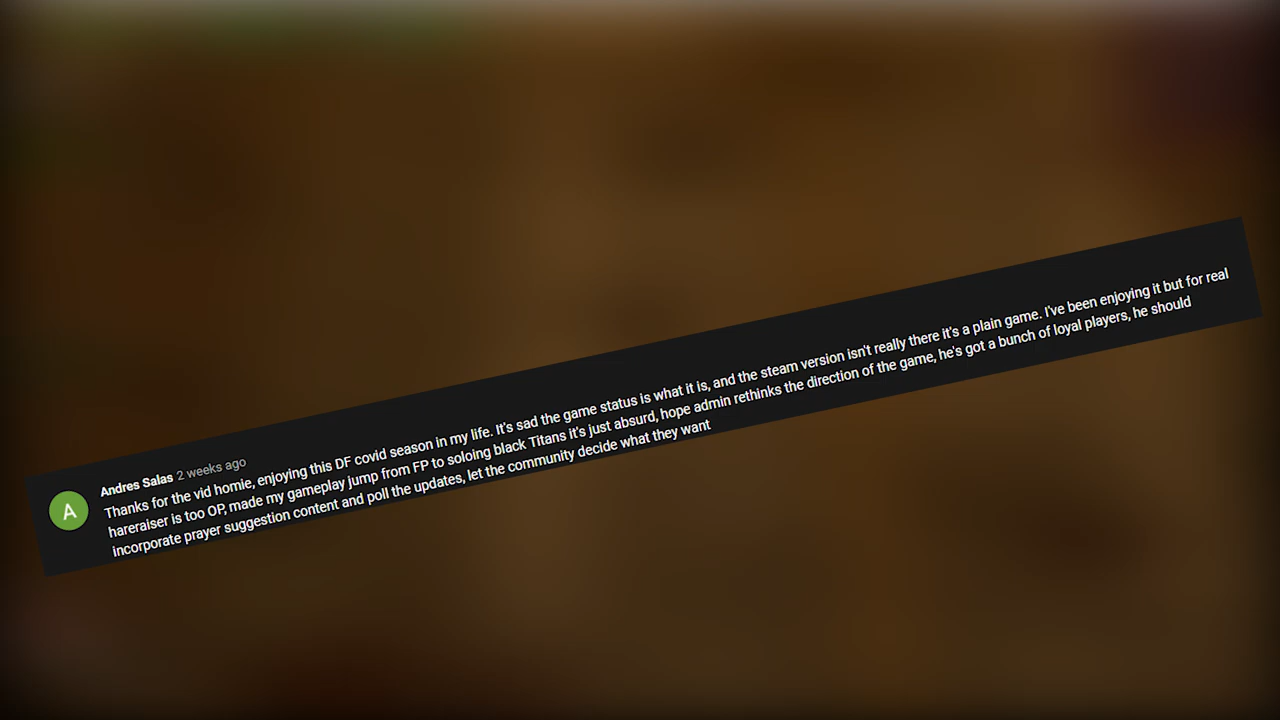 A
Andres Salas 2 weeks ago
Thanks for the vid homie, enjoying this DF covid season in my life. It's sad the game status is what it is, and the steam version isn't really there it's a plain game. I've been enjoying it but for real
hareraiser is too OP, made my gameplay jump from FP to soloing black Titans it's just absurd, hope admin rethinks the direction of the game, he's got a bunch of loyal players, he should
incorporate prayer suggestion content and poll the updates, let the community decide what they want